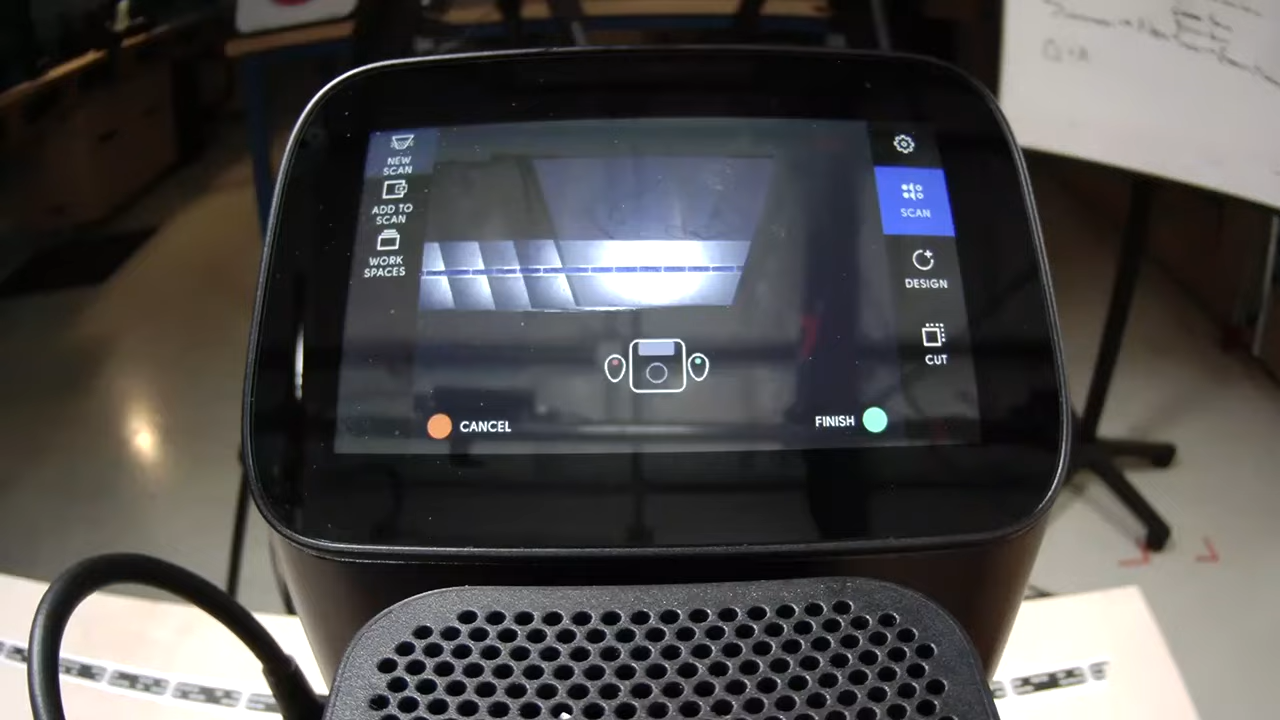 NEW
SCAN
ADD TO
SCAN
WORK
SPACES
SCAN
DESIGN
CUT
CANCEL
FINISH
Q+A